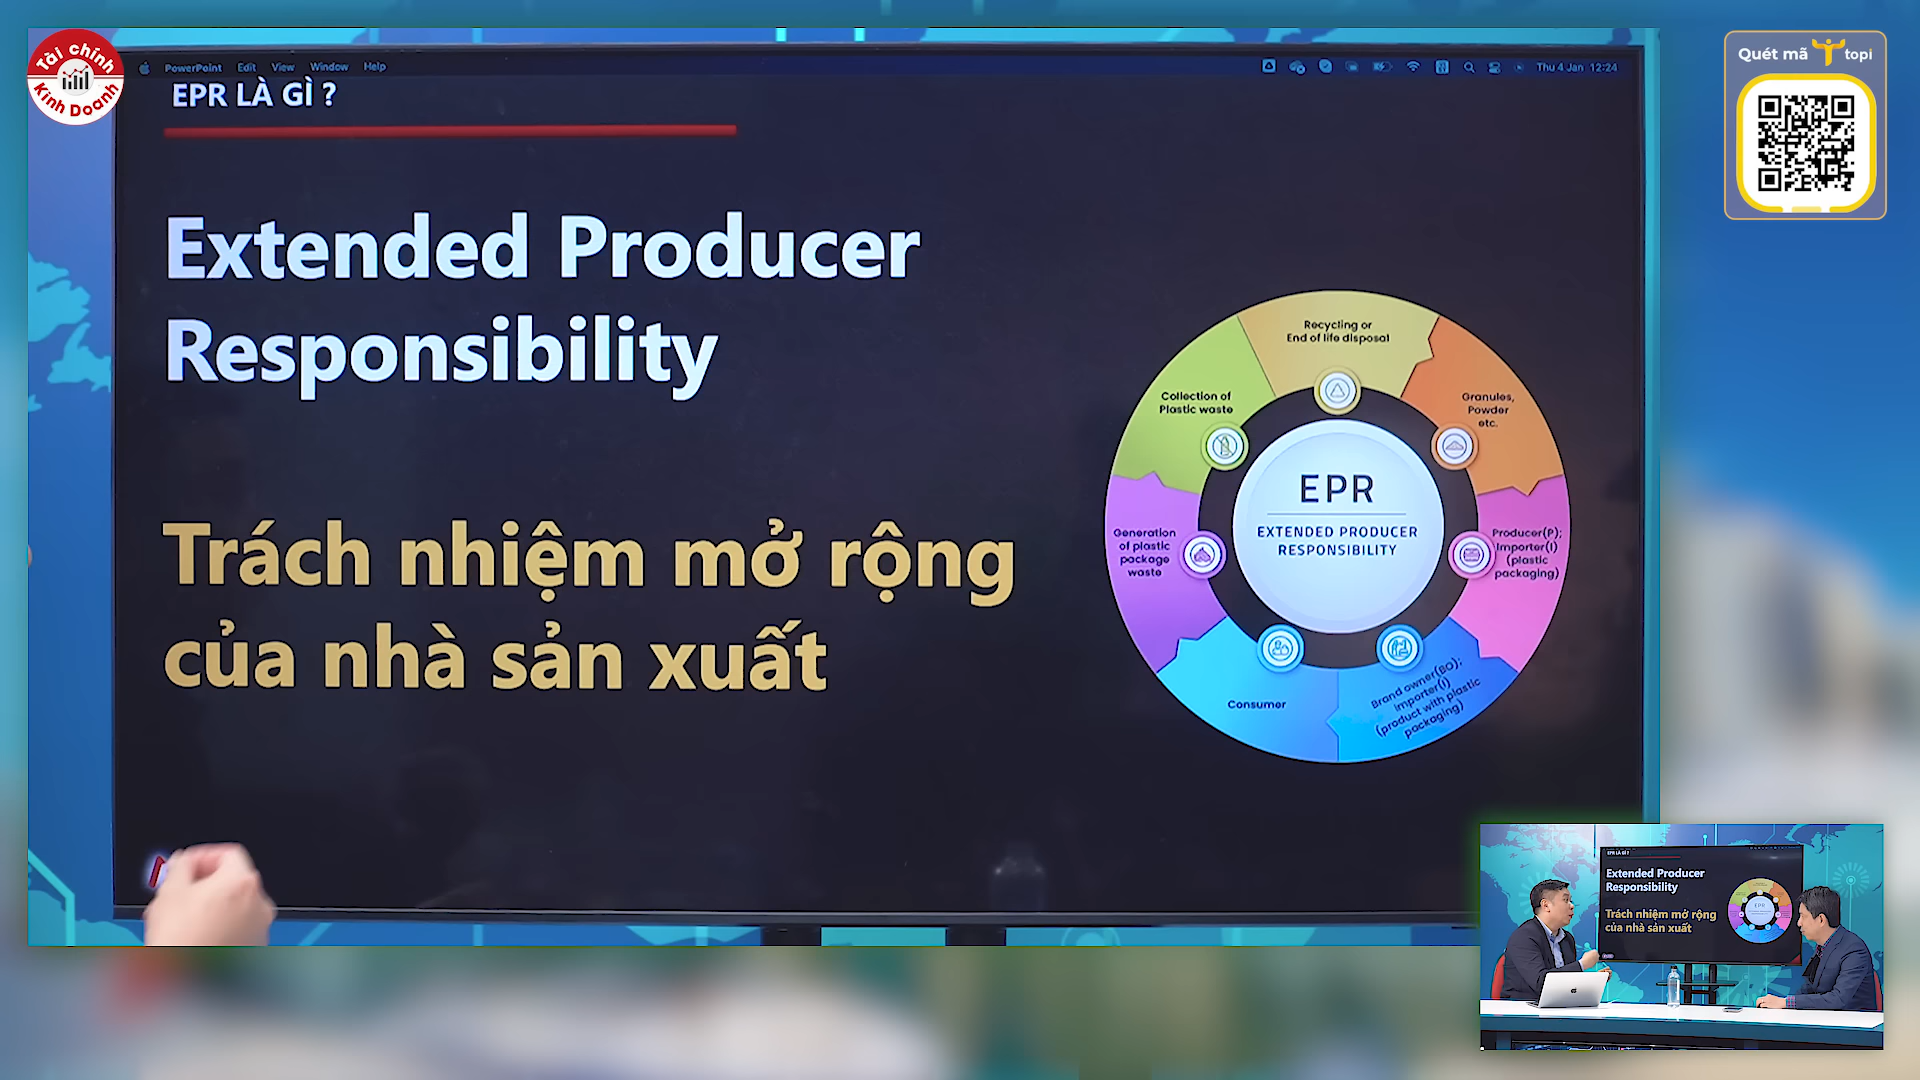 Tài chính
Kinh Doanh
PowerPoint Edit View Window Help
Thu 4 Jan 12:24
Quét mã topi
EPR LÀ GÌ ?
Extended Producer
Responsibility
Trách nhiệm mở rộng
của nhà sản xuất
Recycling or
End of life disposal
Granules,
Powder
etc.
Producer(P);
Importer(I)
(plastic
packaging)
Brand owner(BO);
Importer(I)
(product with plastic
packaging)
Consumer
Generation
of plastic
package
waste
Collection of
Plastic waste
EPR
EXTENDED PRODUCER
RESPONSIBILITY
EPR LÀ GÌ ?
Extended Producer
Responsibility
Trách nhiệm mở rộng
của nhà sản xuất
EPR